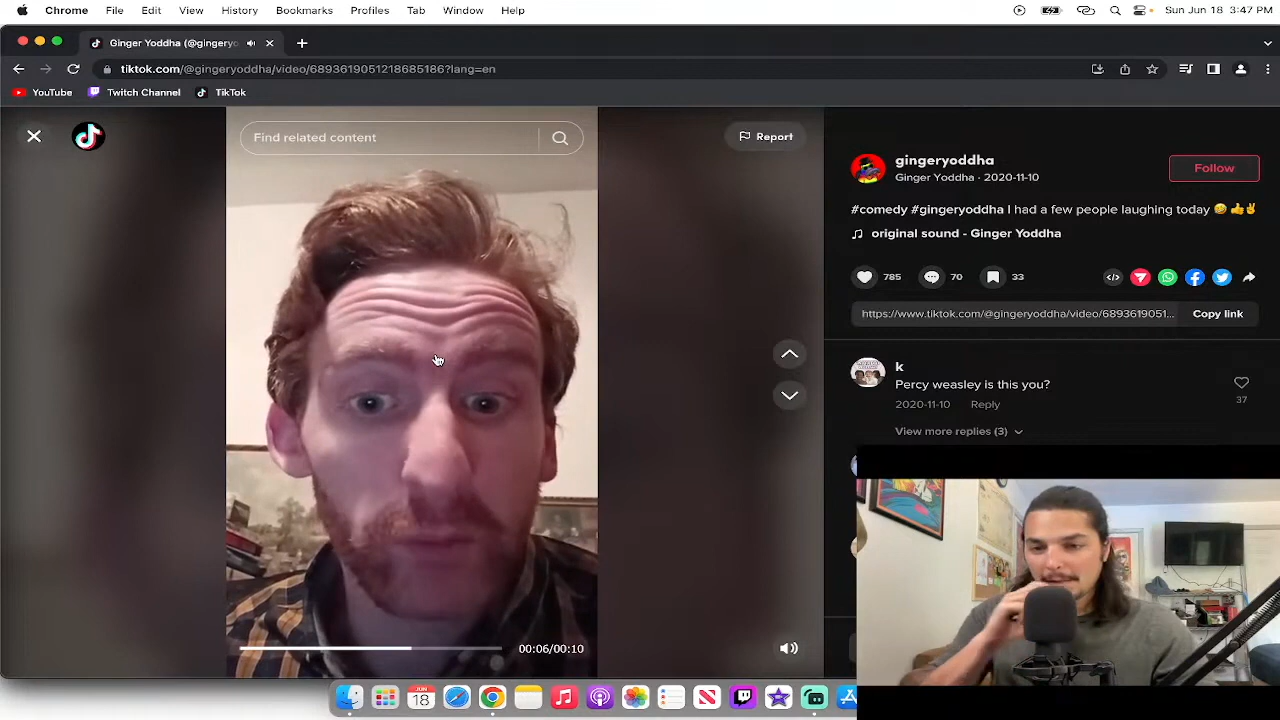 Chrome File Edit View History Bookmarks Profiles Tab Window Help Sun Jun 18 3:47 PM
Ginger Yoddha (@gingeryo
tiktok.com/@gingeryoddha/video/6893619051218685186?lang=en
YouTube Twitch Channel TikTok
Find related content
Report
gingeryoddha
Ginger Yoddha · 2020-11-10
Follow
#comedy #gingeryoddha I had a few people laughing today 🤣👍✌
original sound - Ginger Yoddha
785 70 33
https://www.tiktok.com/@gingeryoddha/video/6893619051... Copy link
k
Percy weasley is this you?
2020-11-10 Reply
37
View more replies (3)
00:06/00:10
JUN
18